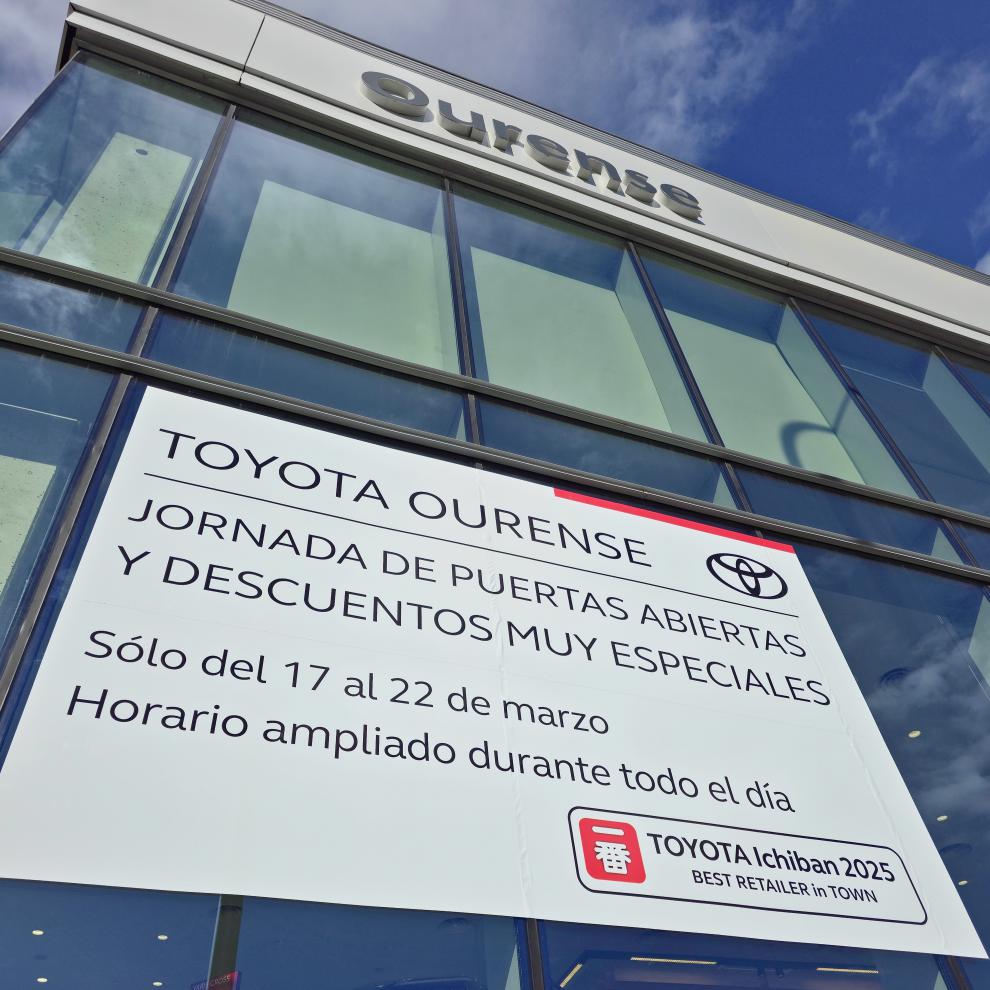 Ourense
TOYOTA OURENSE
JORNADA DE PUERTAS ABIERTAS
Y DESCUENTOS MUY ESPECIALES
Sólo del 17 al 22 de marzo
Horario ampliado durante todo el día
一番
TOYOTA Ichiban 2025
BEST RETAILER in TOWN